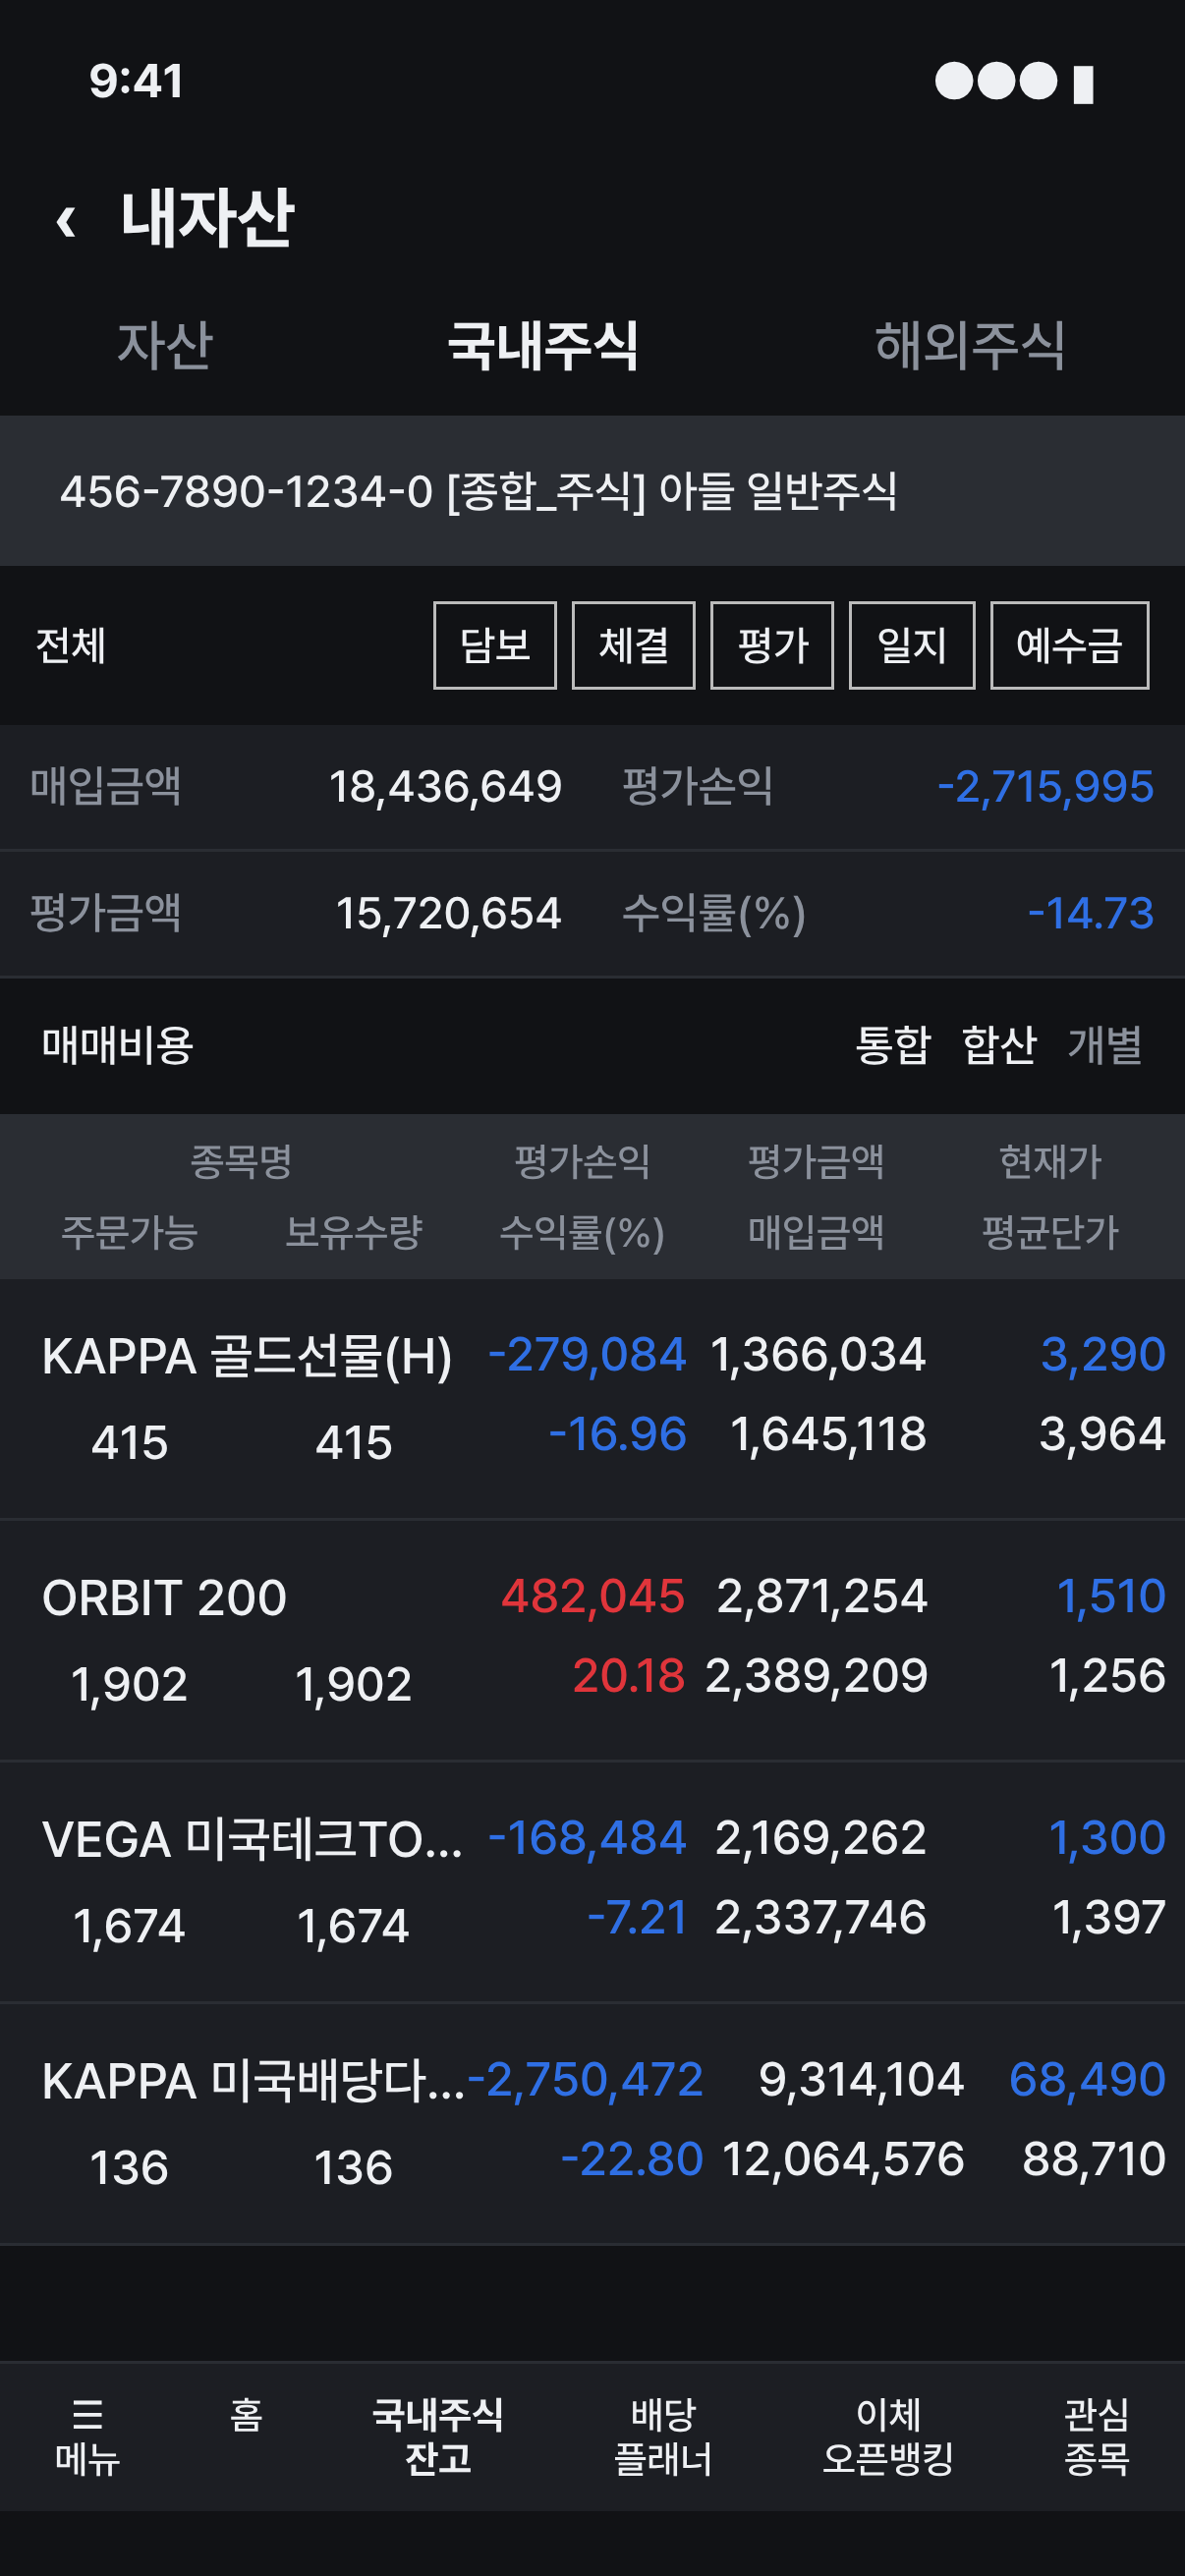 9:41
‹ 내자산
자산 국내주식 해외주식
456-7890-1234-0 [종합_주식] 아들 일반주식
전체 담보 체결 평가 일지 예수금
매입금액 18,436,649 평가손익 -2,715,995
평가금액 15,720,654 수익률(%) -14.73
매매비용 통합 합산 개별
종목명 평가손익 평가금액 현재가
주문가능 보유수량 수익률(%) 매입금액 평균단가
KAPPA 골드선물(H) -279,084 1,366,034 3,290
415 415 -16.96 1,645,118 3,964
ORBIT 200 482,045 2,871,254 1,510
1,902 1,902 20.18 2,389,209 1,256
VEGA 미국테크TO... -168,484 2,169,262 1,300
1,674 1,674 -7.21 2,337,746 1,397
KAPPA 미국배당다... -2,750,472 9,314,104 68,490
136 136 -22.80 12,064,576 88,710
☰ 홈 국내주식 배당 이체 관심
메뉴 잔고 플래너 오픈뱅킹 종목